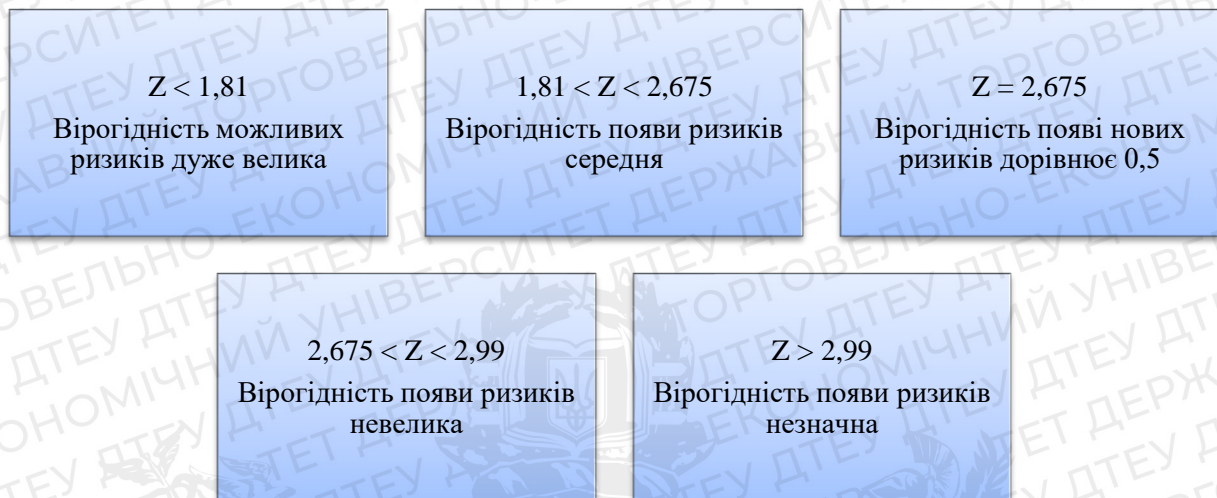 Z < 1,81
Вірогідність можливих
ризиків дуже велика
1,81 < Z < 2,675
Вірогідність появи ризиків
середня
Z = 2,675
Вірогідність появі нових
ризиків дорівнює 0,5
2,675 < Z < 2,99
Вірогідність появи ризиків
невелика
Z > 2,99
Вірогідність появи ризиків
незначна